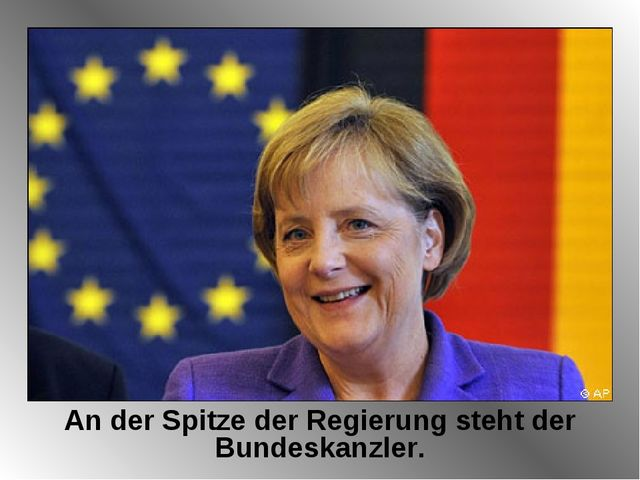 © AP
An der Spitze der Regierung steht der
Bundeskanzler.